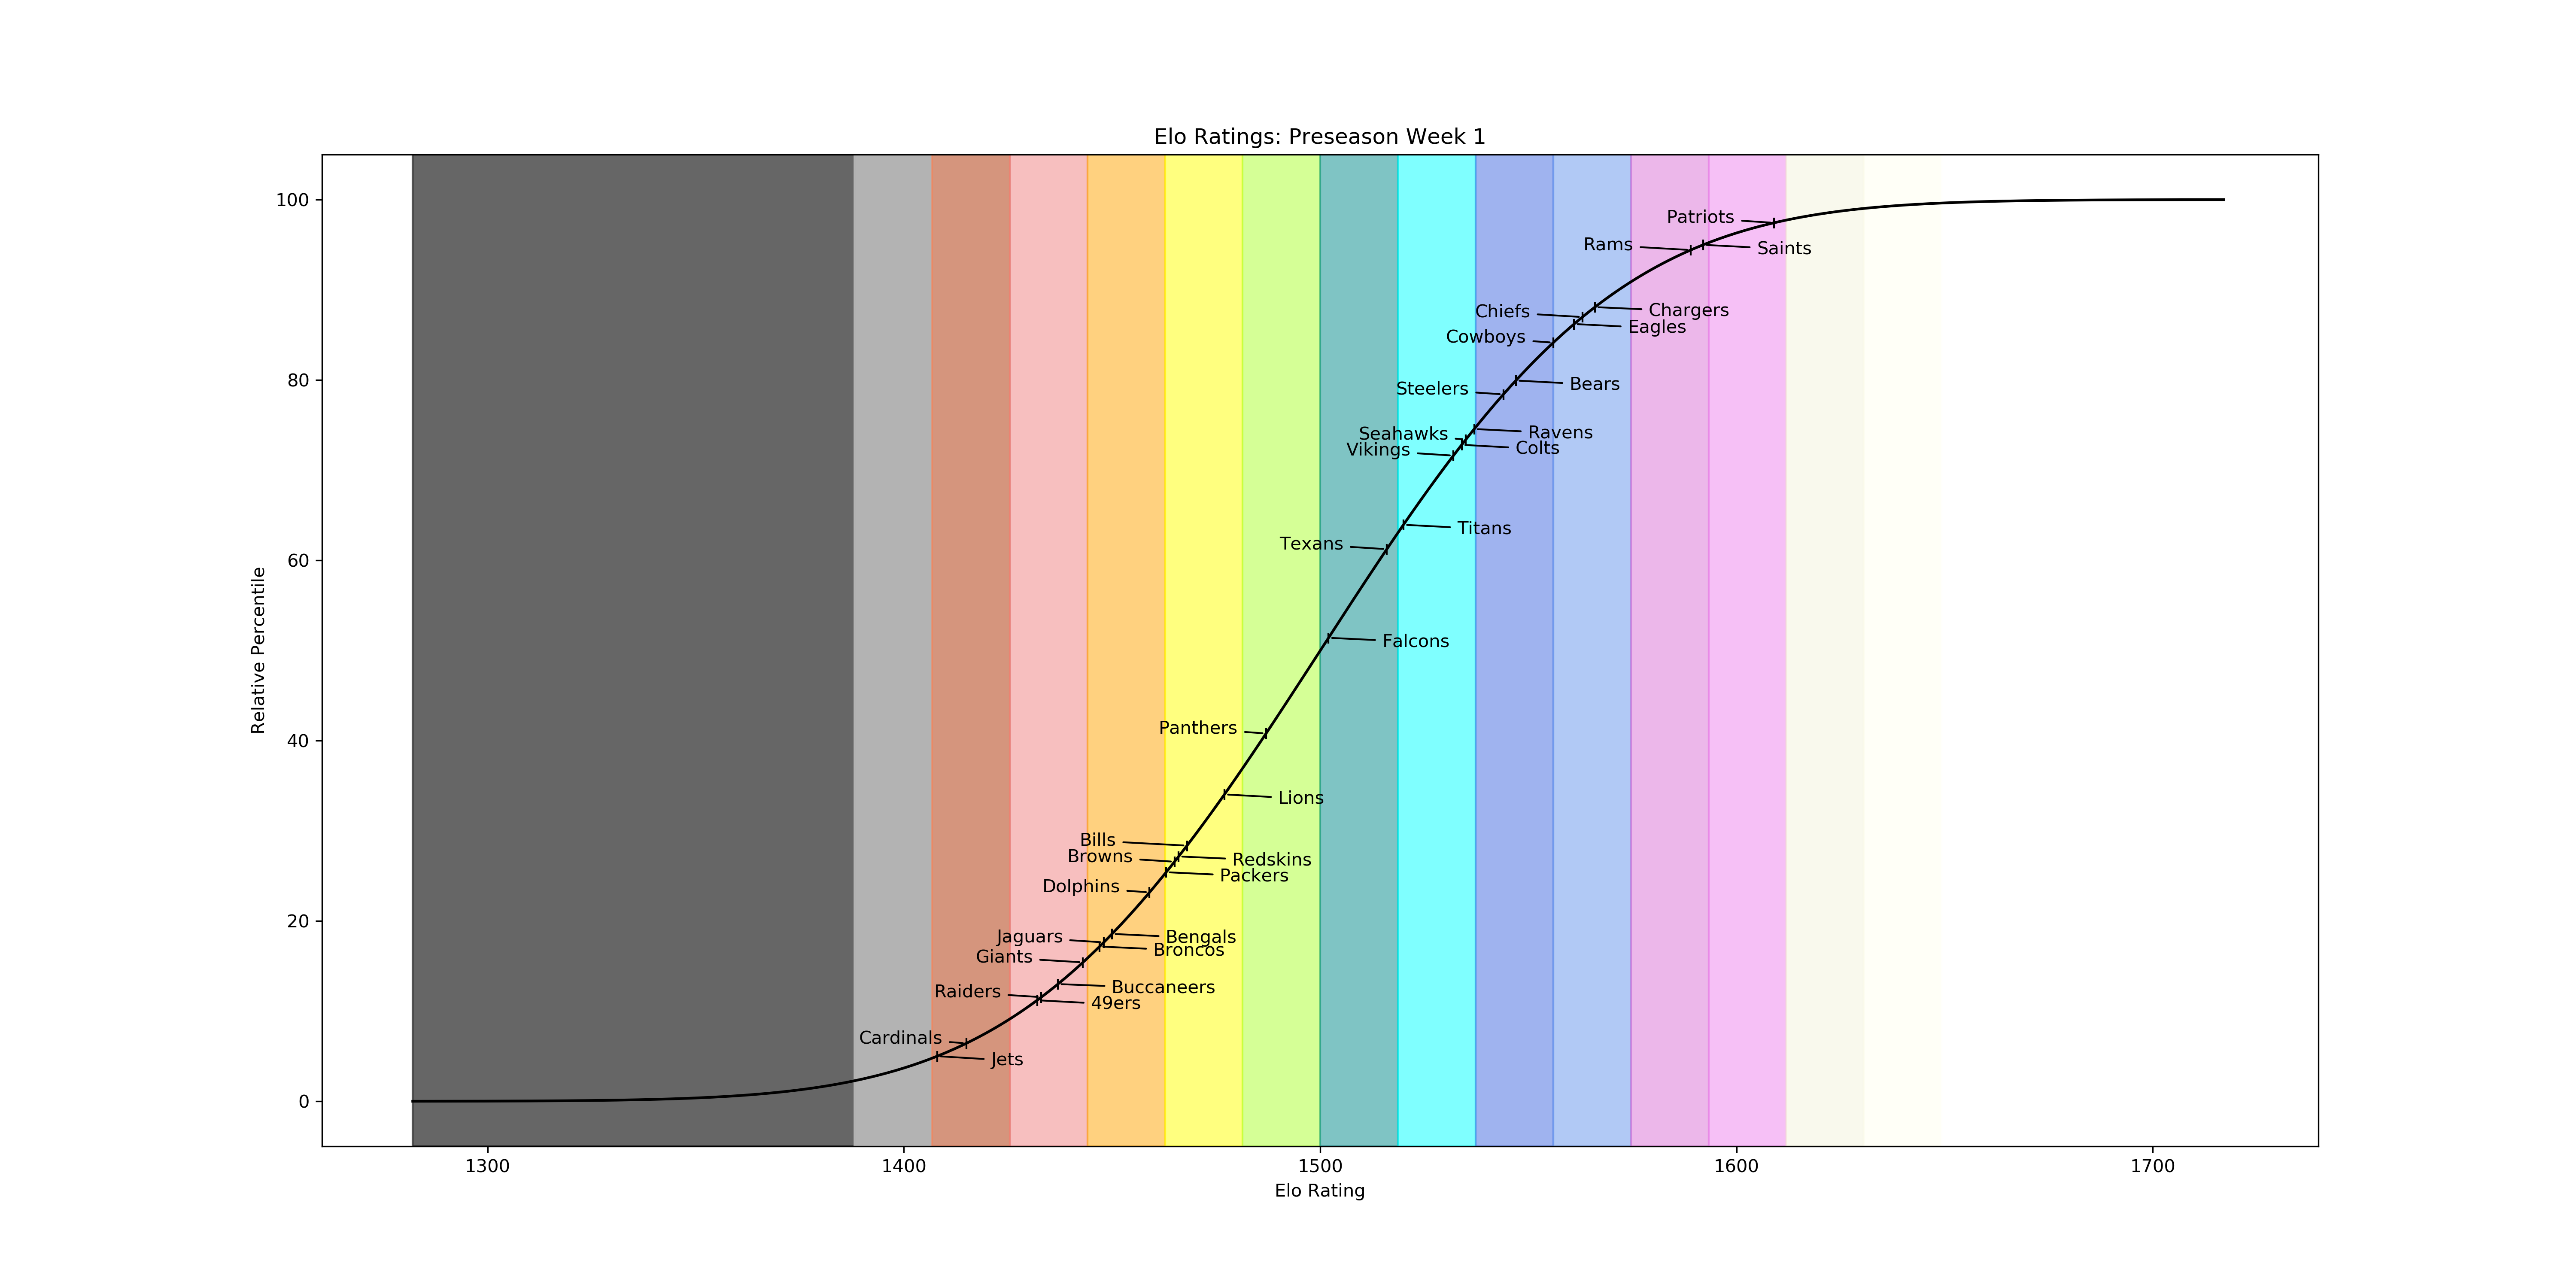 Elo Ratings: Preseason Week 1
100
80
60
40
20
0
Relative Percentile
Patriots
Rams
Saints
Chiefs
Chargers
Eagles
Cowboys
Bears
Steelers
Seahawks
Ravens
Vikings
Colts
Titans
Texans
Falcons
Panthers
Lions
Bills
Browns
Redskins
Packers
Dolphins
Jaguars
Bengals
Broncos
Giants
Raiders
Buccaneers
49ers
Cardinals
Jets
1300
1400
1500
1600
1700
Elo Rating